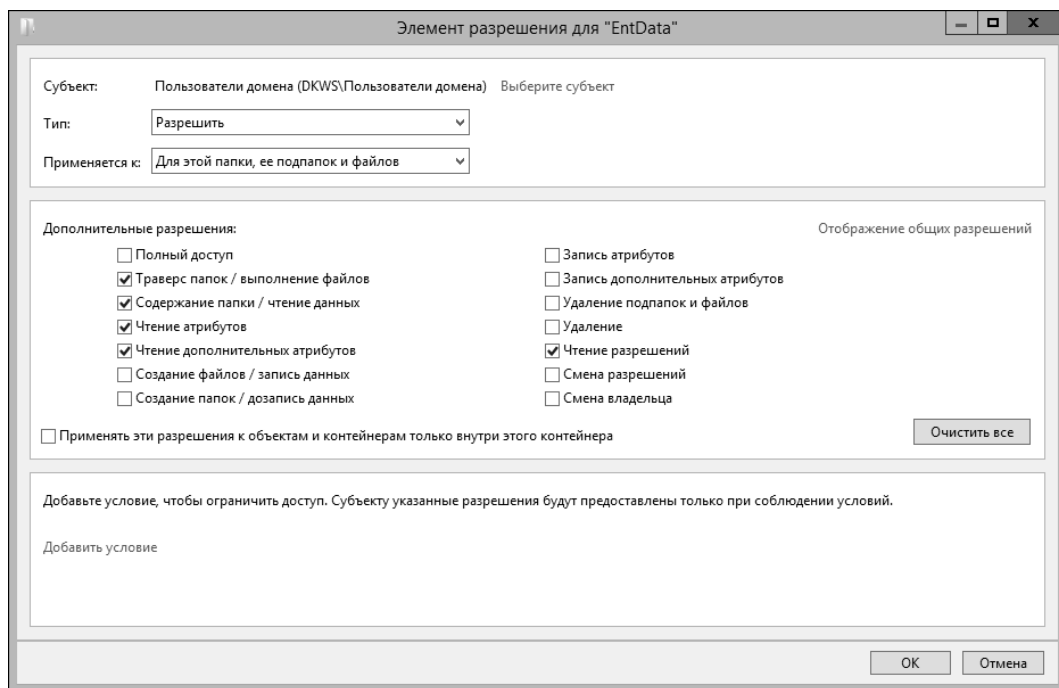 Элемент разрешения для "EntData"
Субъект: Пользователи домена (DKWS\Пользователи домена) Выберите субъект
Тип: Разрешить
Применяется к: Для этой папки, ее подпапок и файлов
Дополнительные разрешения: Отображение общих разрешений
Полный доступ Запись атрибутов
Траверс папок / выполнение файлов Запись дополнительных атрибутов
Содержание папки / чтение данных Удаление подпапок и файлов
Чтение атрибутов Удаление
Чтение дополнительных атрибутов Чтение разрешений
Создание файлов / запись данных Смена разрешений
Создание папок / дозапись данных Смена владельца
Применять эти разрешения к объектам и контейнерам только внутри этого контейнера Очистить все
Добавьте условие, чтобы ограничить доступ. Субъекту указанные разрешения будут предоставлены только при соблюдении условий.
Добавить условие
OK Отмена